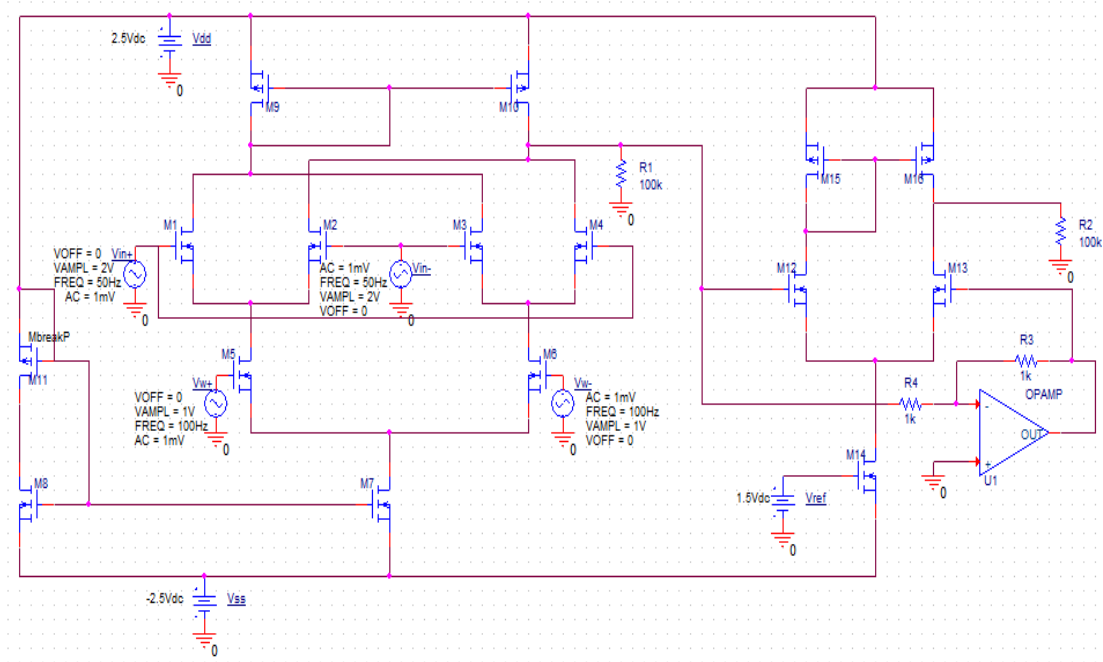 2.5Vdc
Vdd
0
M9
M10
R1
100k
0
M15
M16
R2
100k
0
M1
M2
M3
M4
VOFF = 0
VAMPL = 2V
FREQ = 50Hz
AC = 1mV
Vin+
0
AC = 1mV
FREQ = 50Hz
VAMPL = 2V
VOFF = 0
Vin-
0
M12
M13
MbreakP
M11
M5
M6
VOFF = 0
VAMPL = 1V
FREQ = 100Hz
AC = 1mV
Vw+
0
Vw-
AC = 1mV
FREQ = 100Hz
VAMPL = 1V
VOFF = 0
0
R3
1k
R4
1k
OPAMP
-
+
OUT
U1
0
M8
M7
M14
1.5Vdc
Vref
0
-2.5Vdc
Vss
0